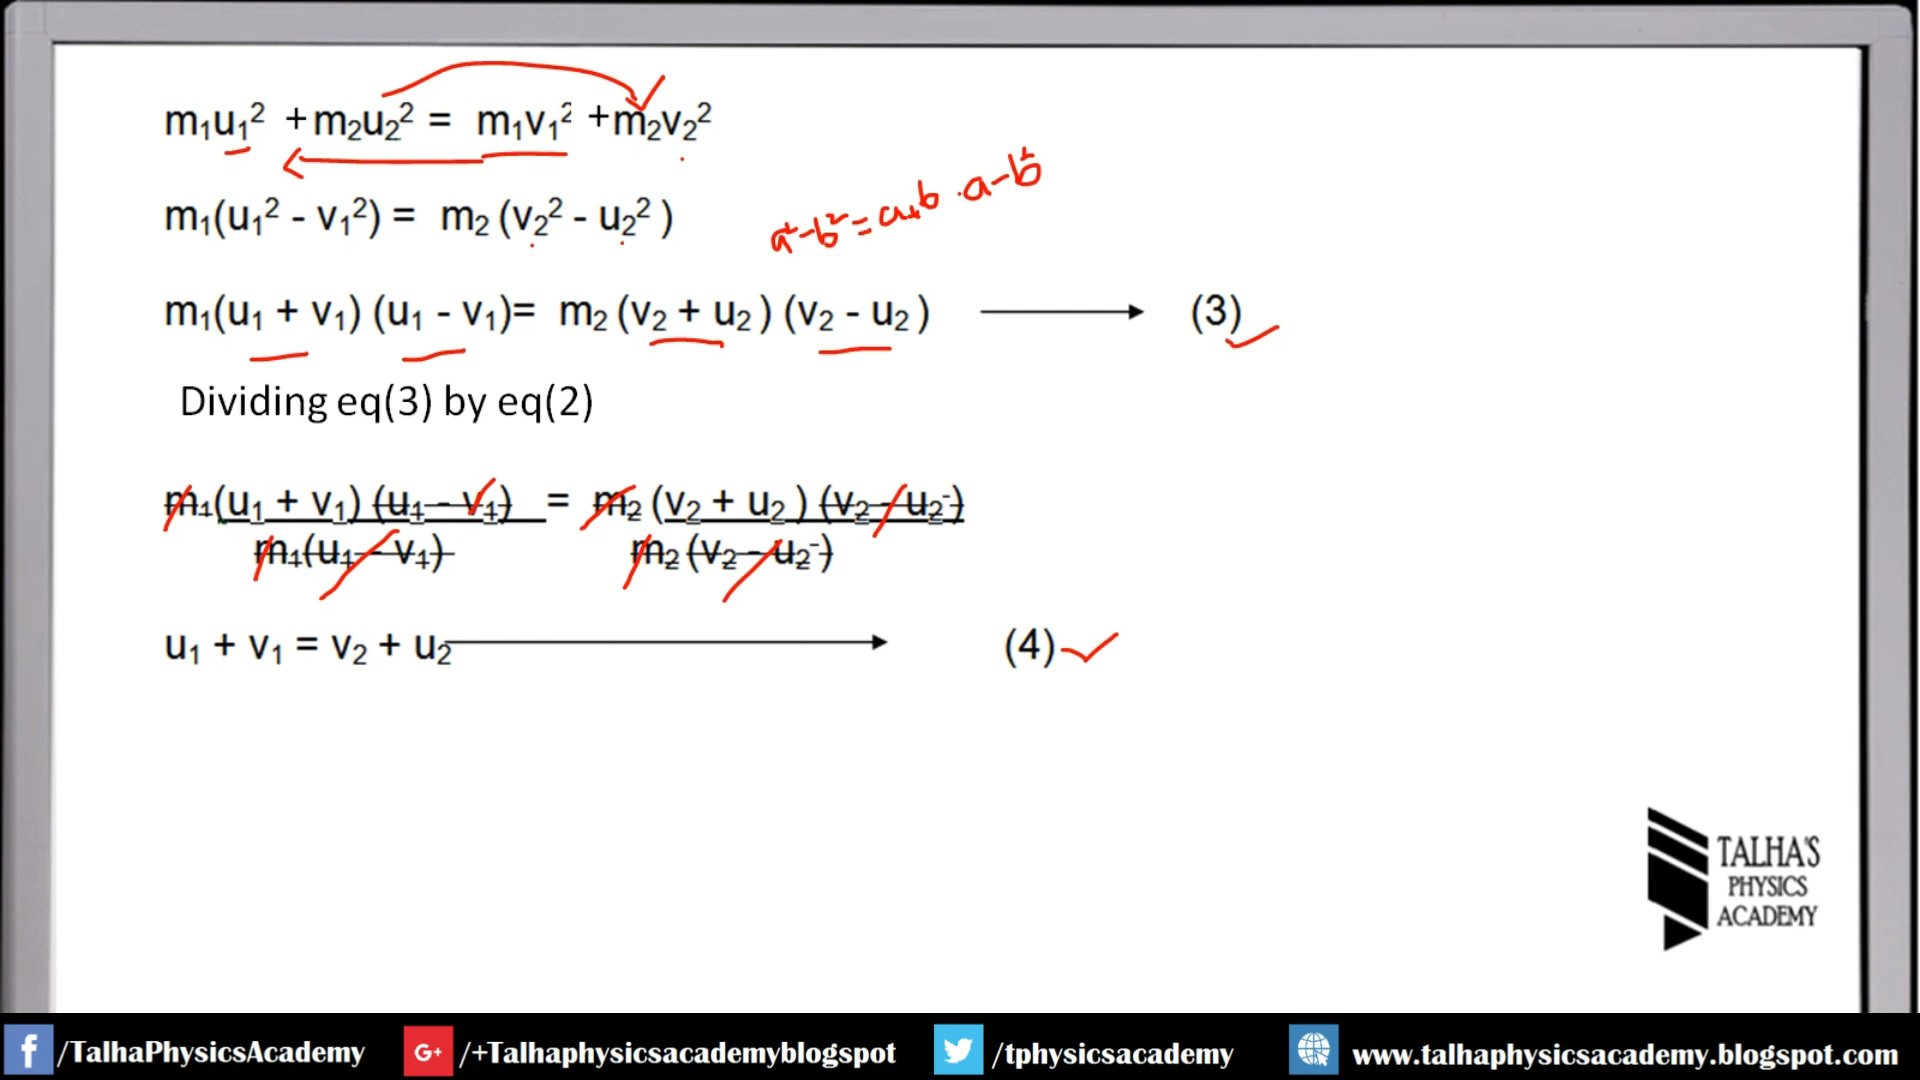 m₁u₁² + m₂u₂² = m₁v₁² + m₂v₂²
m₁(u₁² - v₁²) = m₂ (v₂² - u₂² )
a² - b² = a+b . a-b
m₁(u₁ + v₁) (u₁ - v₁)= m₂ (v₂ + u₂ ) (v₂ - u₂ ) (3)
Dividing eq(3) by eq(2)
m₁(u₁ + v₁) (u₁ – v₁) = m₂ (v₂ + u₂ ) (v₂ – u₂ )
m₁(u₁ – v₁) m₂ (v₂ - u₂ )
u₁ + v₁ = v₂ + u₂ (4)
TALHA'S
PHYSICS
ACADEMY
/TalhaPhysicsAcademy G+ /+Talhaphysicsacademyblogspot /tphysicsacademy www.talhaphysicsacademy.blogspot.com